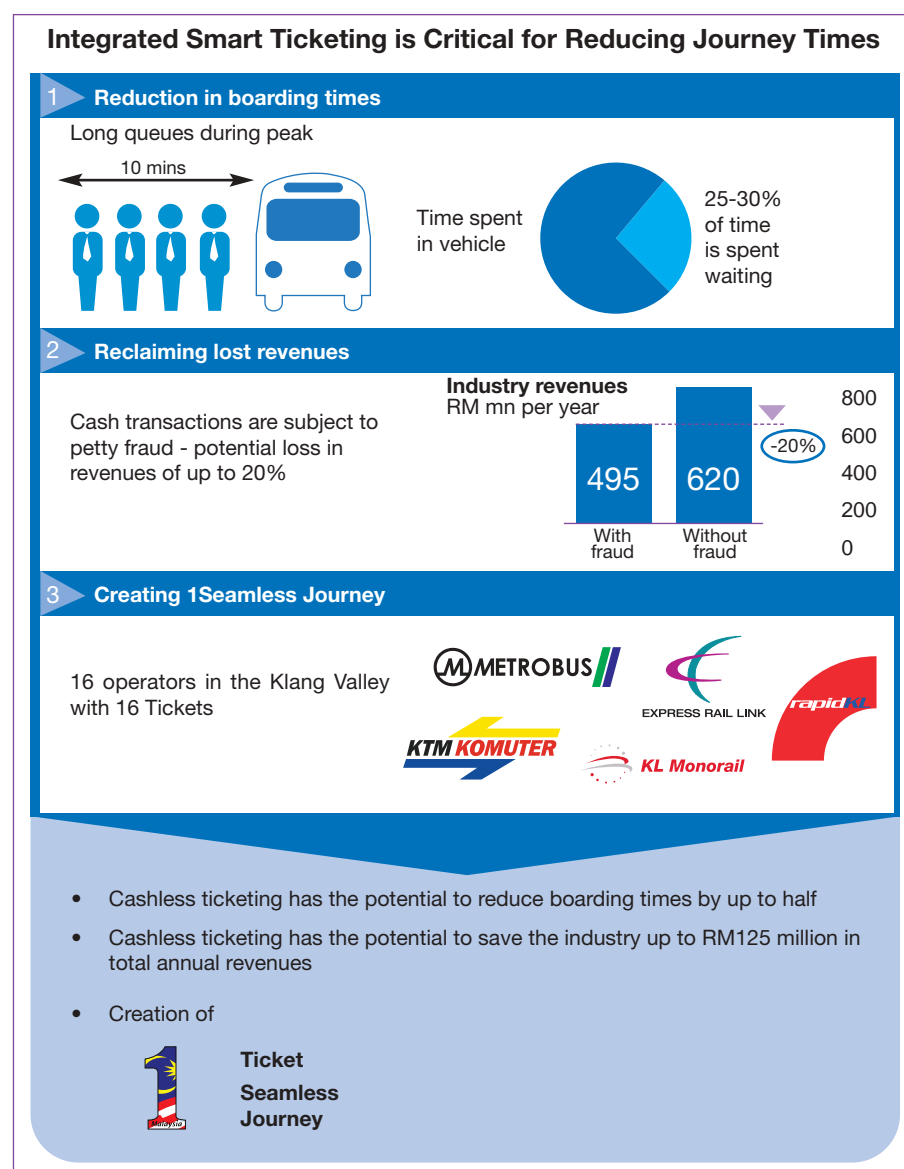 Integrated Smart Ticketing is Critical for Reducing Journey Times
1 Reduction in boarding times
Long queues during peak
10 mins
Time spent
in vehicle
25-30%
of time
is spent
waiting
2 Reclaiming lost revenues
Cash transactions are subject to
petty fraud - potential loss in
revenues of up to 20%
Industry revenues
RM mn per year
495
620
With
fraud
Without
fraud
-20%
800
600
400
200
0
3 Creating 1Seamless Journey
16 operators in the Klang Valley
with 16 Tickets
M METROBUS
EXPRESS RAIL LINK
rapidKL
KTM KOMUTER
KL Monorail
• Cashless ticketing has the potential to reduce boarding times by up to half
• Cashless ticketing has the potential to save the industry up to RM125 million in
total annual revenues
• Creation of
1
Malaysia
Ticket
Seamless
Journey